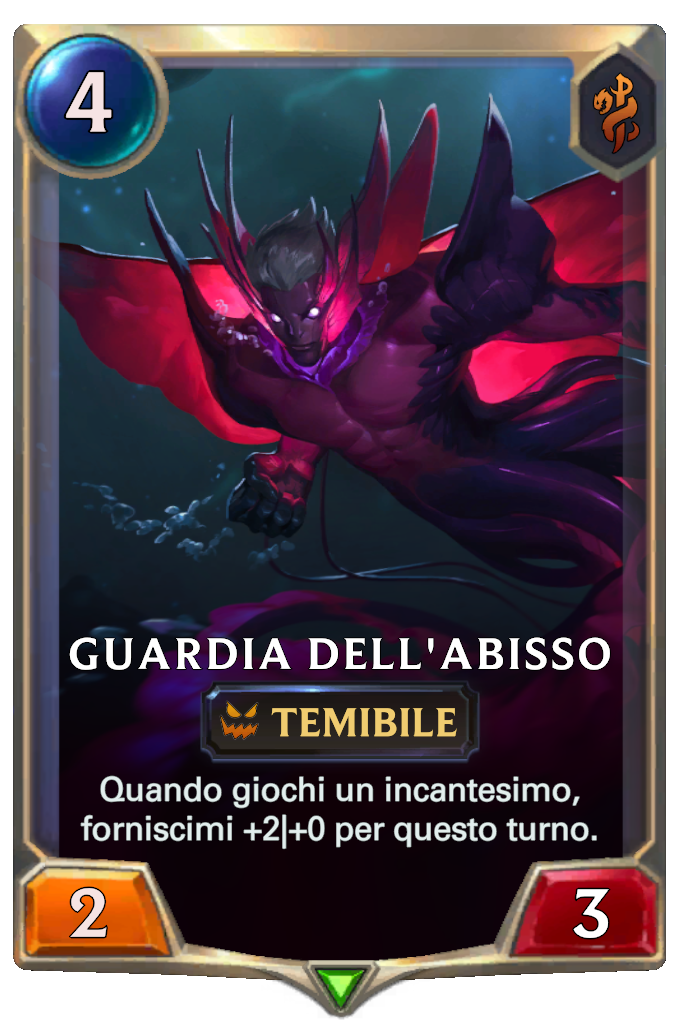 4
GUARDIA DELL'ABISSO
TEMIBILE
Quando giochi un incantesimo,
forniscimi +2|+0 per questo turno.
2
3